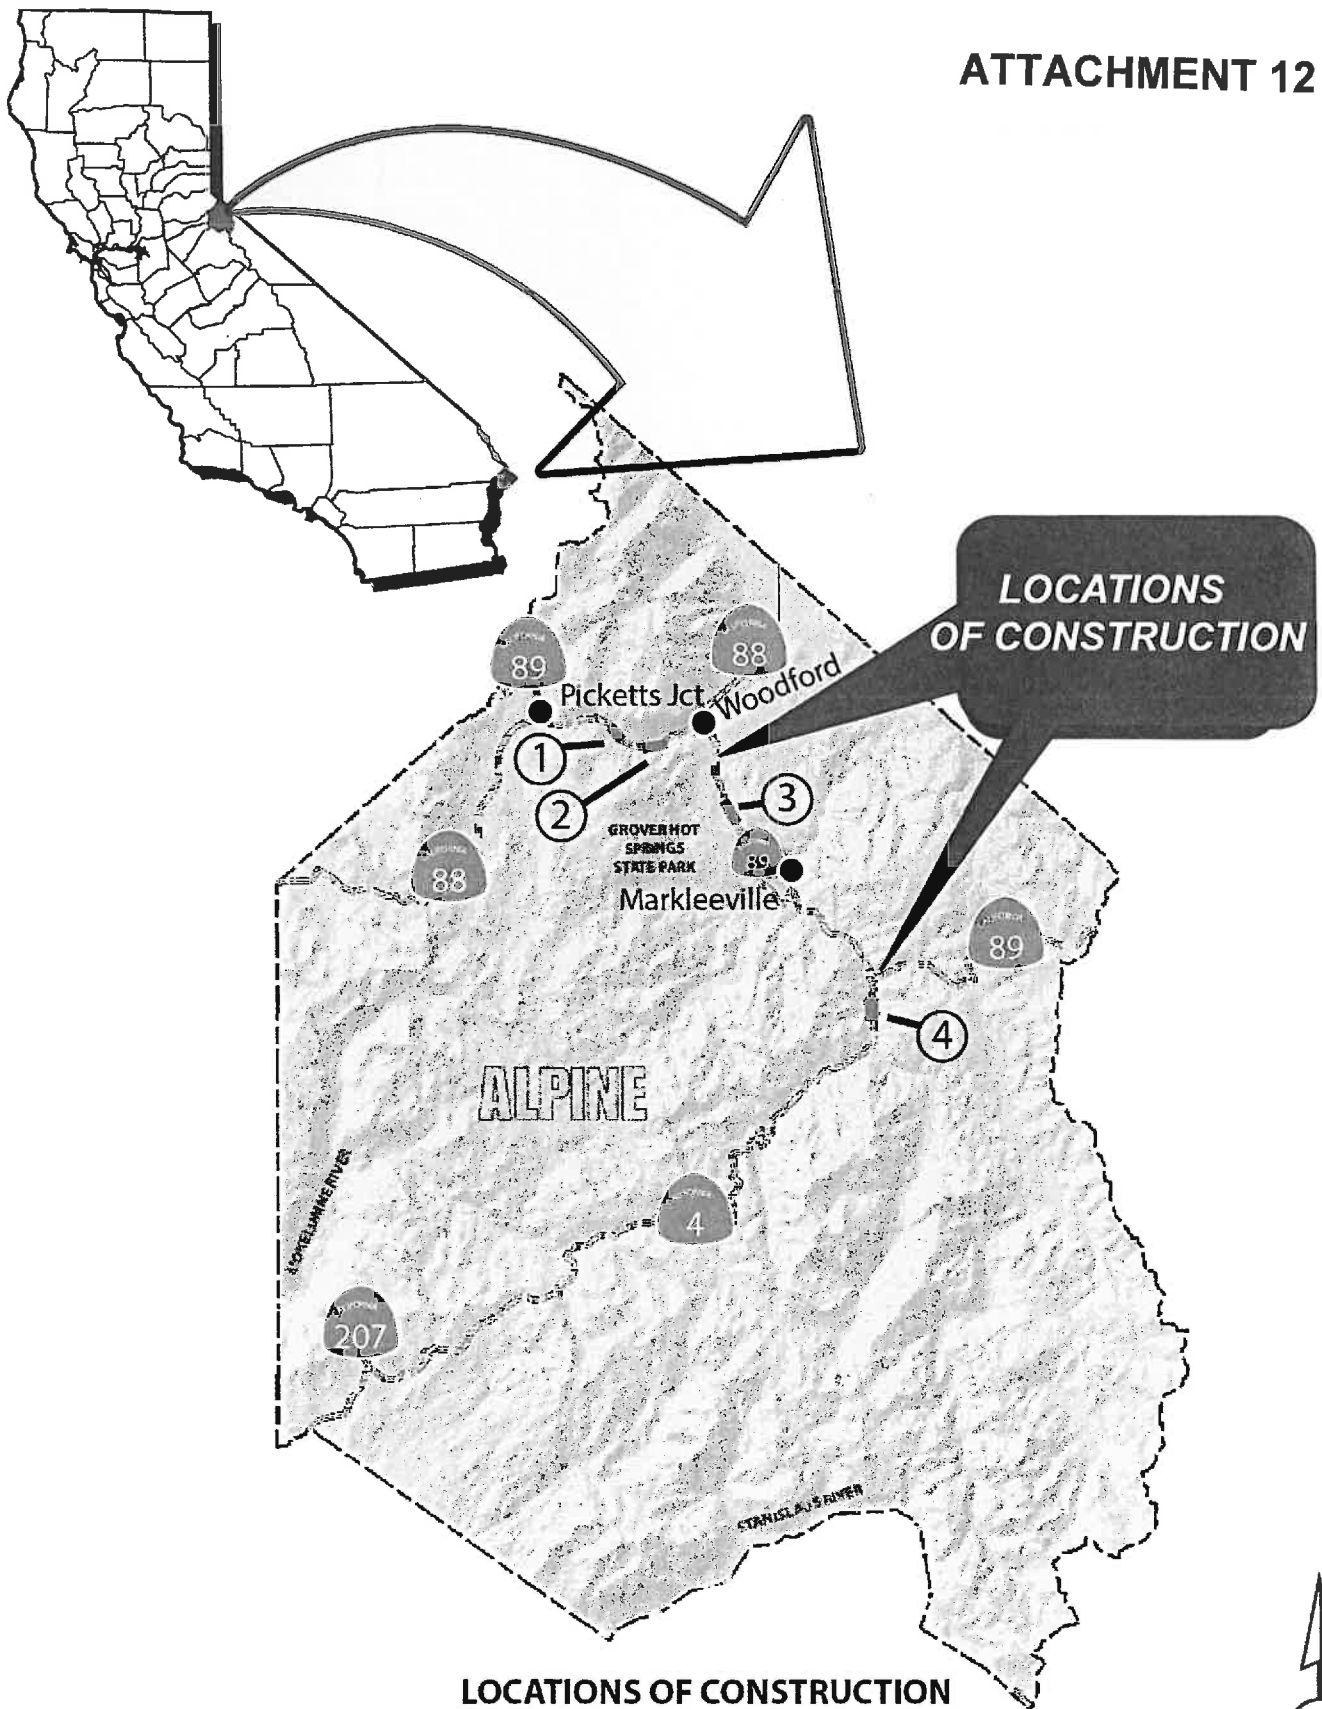 ATTACHMENT 12
LOCATIONS
OF CONSTRUCTION
89
88
Picketts Jct
Woodford
1
2
3
GROVER HOT
SPRINGS
STATE PARK
89
88
Markleeville
89
4
ALPINE
4
207
STANISLAUS RIVER
LOCATIONS OF CONSTRUCTION